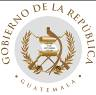 GOBIERNO DE LA REPÚBLICA
• GUATEMALA •